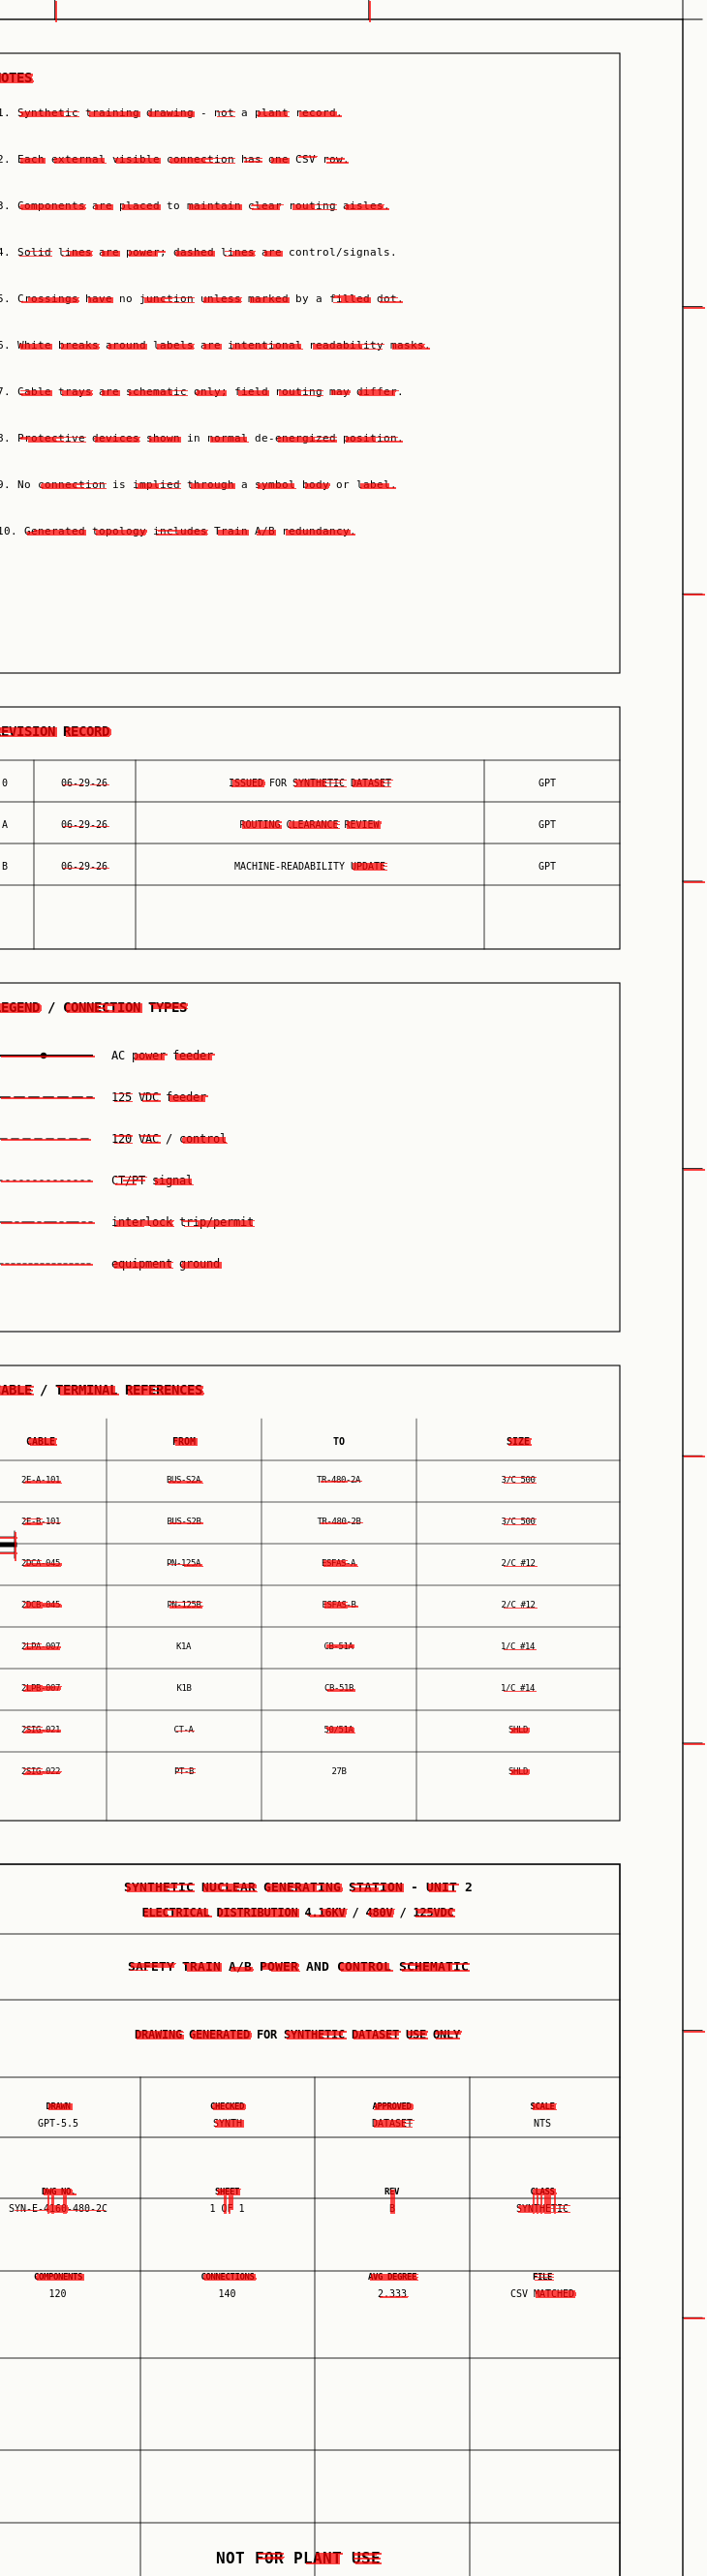 OTES
1. Synthetic training drawing - not a plant record.
2. Each external visible connection has one CSV row.
3. Components are placed to maintain clear routing aisles.
4. Solid lines are power; dashed lines are control/signals.
5. Crossings have no junction unless marked by a filled dot.
6. White breaks around labels are intentional readability masks.
7. Cable trays are schematic only; field routing may differ.
8. Protective devices shown in normal de-energized position.
9. No connection is implied through a symbol body or label.
10. Generated topology includes Train A/B redundancy.
EVISION RECORD
0 06-29-26 ISSUED FOR SYNTHETIC DATASET GPT
A 06-29-26 ROUTING CLEARANCE REVIEW GPT
B 06-29-26 MACHINE-READABILITY UPDATE GPT
EGEND / CONNECTION TYPES
AC power feeder
125 VDC feeder
120 VAC / control
CT/PT signal
interlock trip/permit
equipment ground
ABLE / TERMINAL REFERENCES
CABLE FROM TO SIZE
2E-A-101 BUS-S2A TR-480-2A 3/C 500
2E-B-101 BUS-S2B TR-480-2B 3/C 500
2DCA-045 PN-125A ESFAS-A 2/C #12
2DCB-045 PN-125B ESFAS-B 2/C #12
2LPA-007 K1A CB-51A 1/C #14
2LPB-007 K1B CB-51B 1/C #14
2SIG-021 CT-A 50/51A SHLD
2SIG-022 PT-B 27B SHLD
SYNTHETIC NUCLEAR GENERATING STATION - UNIT 2
ELECTRICAL DISTRIBUTION 4.16KV / 480V / 125VDC
SAFETY TRAIN A/B POWER AND CONTROL SCHEMATIC
DRAWING GENERATED FOR SYNTHETIC DATASET USE ONLY
DRAWN CHECKED APPROVED SCALE
GPT-5.5 SYNTH DATASET NTS
DWG NO. SHEET REV CLASS
SYN-E-4160-480-2C 1 OF 1 B SYNTHETIC
COMPONENTS CONNECTIONS AVG DEGREE FILE
120 140 2.333 CSV MATCHED
NOT FOR PLANT USE